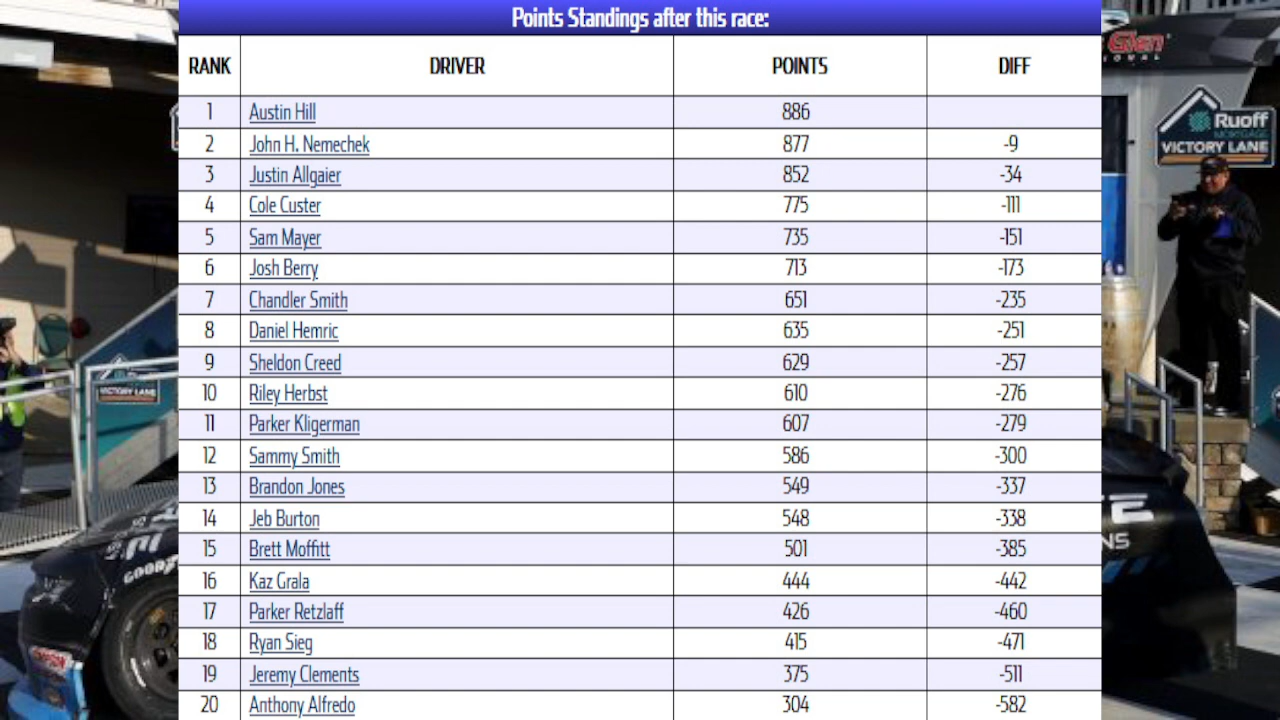 Points Standings after this race:
RANK DRIVER POINTS DIFF
1 Austin Hill 886
2 John H. Nemechek 877 -9
3 Justin Allgaier 852 -34
4 Cole Custer 775 -111
5 Sam Mayer 735 -151
6 Josh Berry 713 -173
7 Chandler Smith 651 -235
8 Daniel Hemric 635 -251
9 Sheldon Creed 629 -257
10 Riley Herbst 610 -276
11 Parker Kligerman 607 -279
12 Sammy Smith 586 -300
13 Brandon Jones 549 -337
14 Jeb Burton 548 -338
15 Brett Moffitt 501 -385
16 Kaz Grala 444 -442
17 Parker Retzlaff 426 -460
18 Ryan Sieg 415 -471
19 Jeremy Clements 375 -511
20 Anthony Alfredo 304 -582
Glen
Ruoff
MORTGAGE
VICTORY LANE
VICTORY LANE